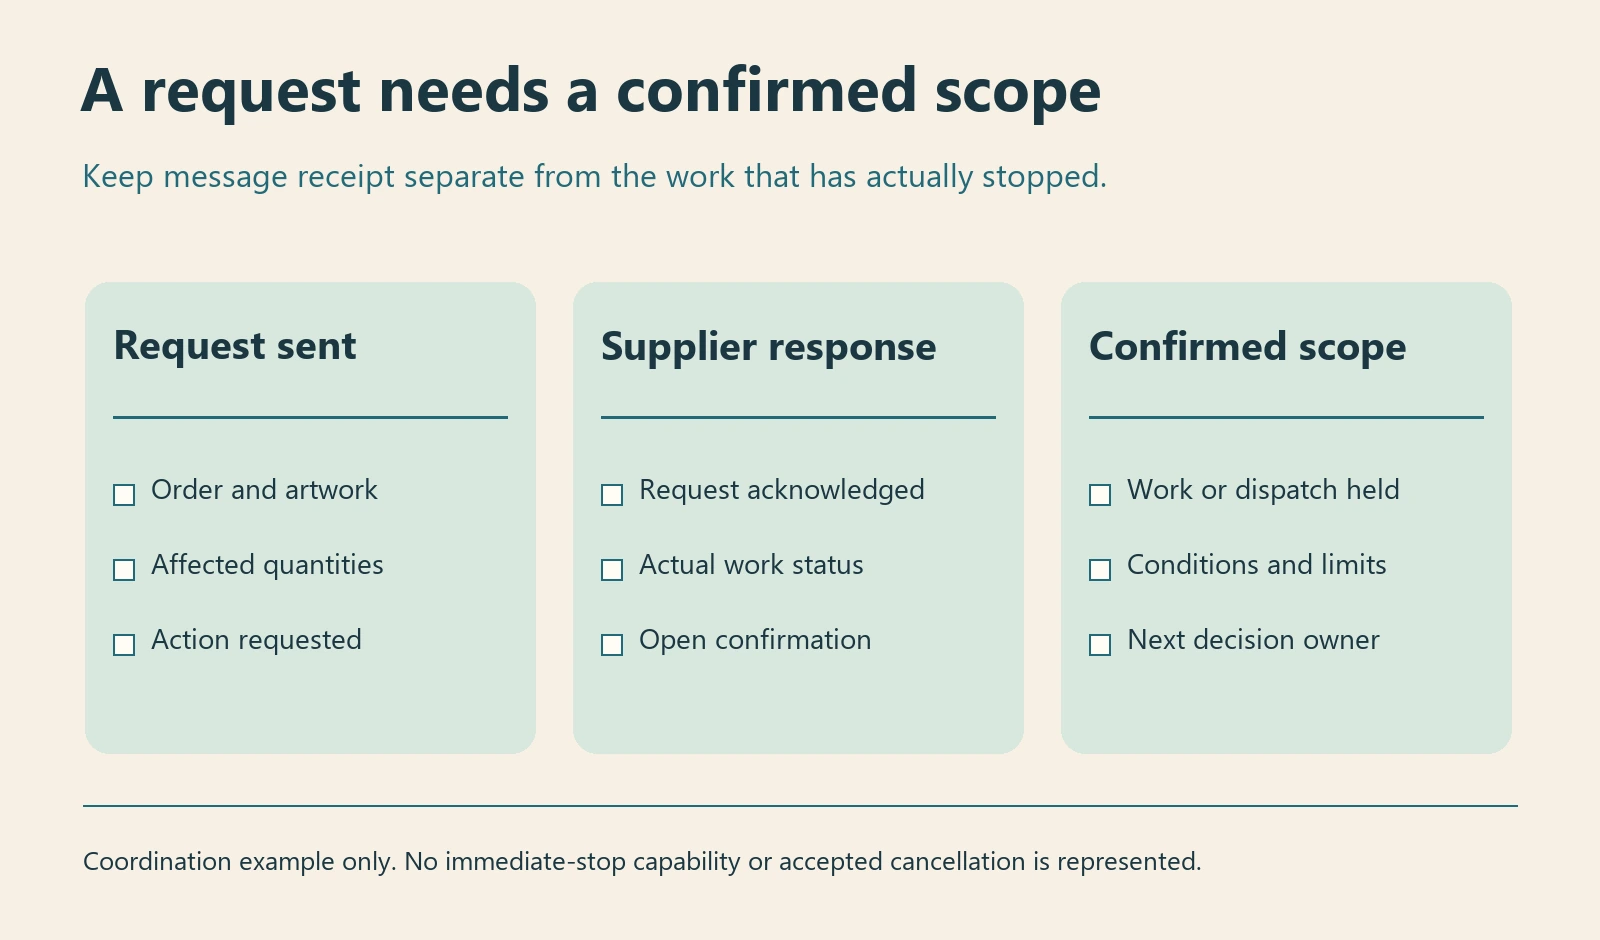 A request needs a confirmed scope
Keep message receipt separate from the work that has actually stopped.
Request sent
Order and artwork
Affected quantities
Action requested
Supplier response
Request acknowledged
Actual work status
Open confirmation
Confirmed scope
Work or dispatch held
Conditions and limits
Next decision owner
Coordination example only. No immediate-stop capability or accepted cancellation is represented.